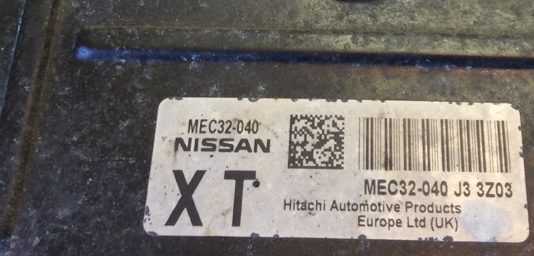 MEC32-040
NISSAN
XT
MEC32-040 J3 3Z03
Hitachi Automotive Products
Europe Ltd (UK)